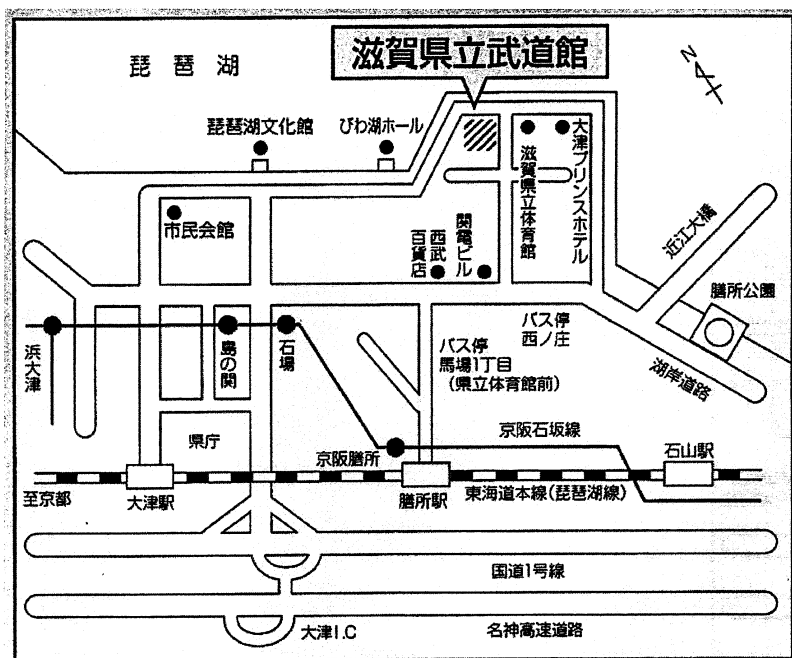 滋賀県立武道館
琵琶湖
N
琵琶湖文化館
びわ湖ホール
大津プリンスホテル
滋賀県立体育館
市民会館
西武
百貨店
関電ビル
近江大橋
膳所公園
バス停
西ノ庄
バス停
馬場1丁目
(県立体育館前)
湖岸道路
浜大津
島の関
石場
県庁
京阪膳所
京阪石坂線
石山駅
至京都
大津駅
膳所駅
東海道本線(琵琶湖線)
国道1号線
大津I.C
名神高速道路